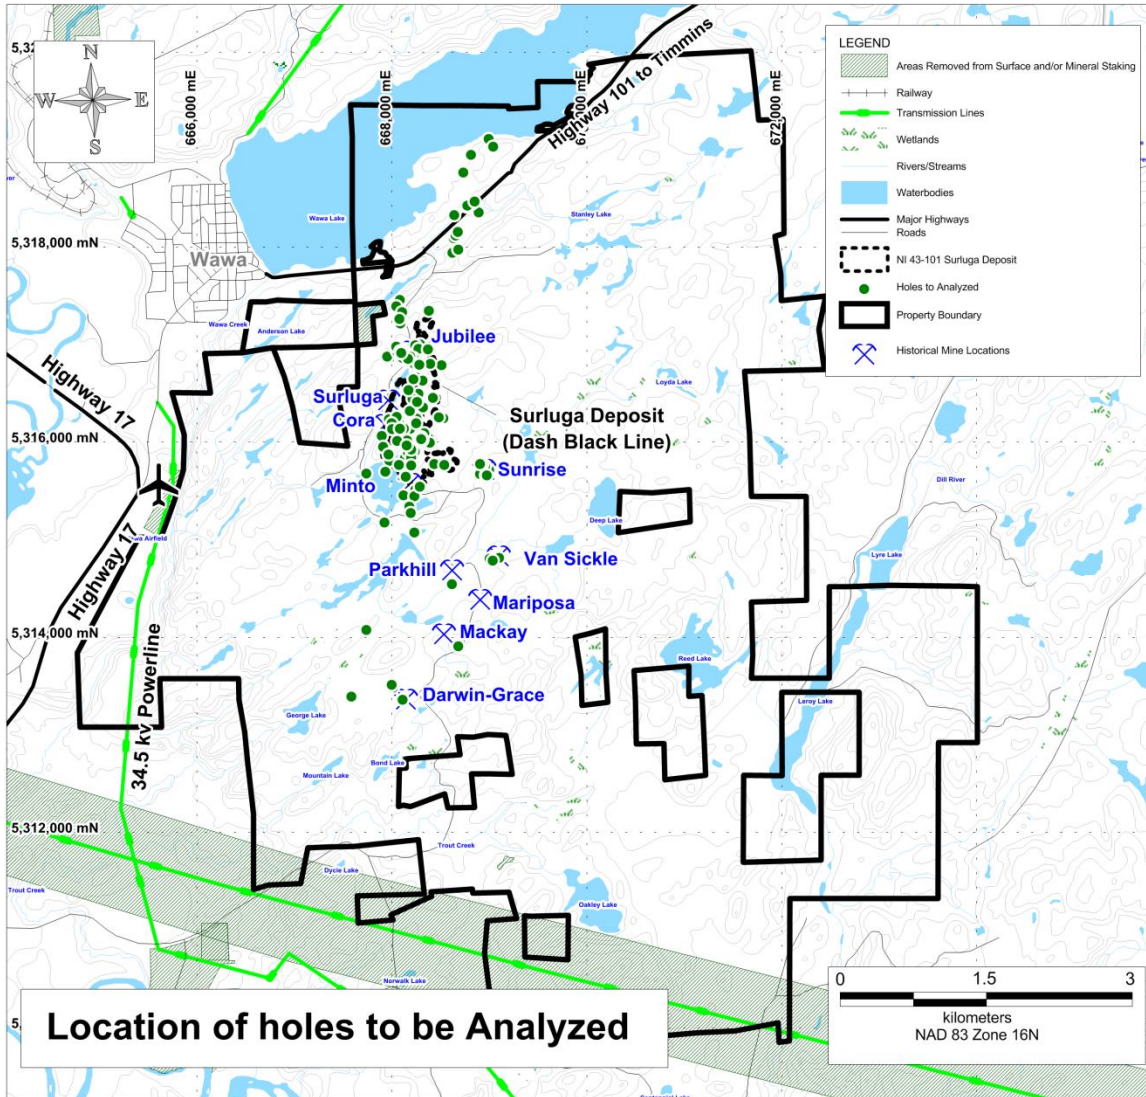 5,32
N
W
E
S
666,000 mE
668,000 mE
672,000 mE
Highway 101 to Timmins
LEGEND
Areas Removed from Surface and/or Mineral Staking
Railway
Transmission Lines
Wetlands
Rivers/Streams
Waterbodies
Major Highways
Roads
NI 43-101 Surluga Deposit
Holes to Analyzed
Property Boundary
Historical Mine Locations
Wawa Lake
Stanley Lake
5,318,000 mN
Wawa
Wawa Creek
Anderson Lake
Jubilee
Highway 17
Surluga
Cora
Loyda Lake
Surluga Deposit
(Dash Black Line)
5,316,000 mN
Sunrise
Minto
Dill River
Deep Lake
Highway 17
Airfield
Lyre Lake
Van Sickle
Parkhill
Mariposa
5,314,000 mN
Mackay
Reed Lake
34.5 kv Powerline
Darwin-Grace
George Lake
Leroy Lake
Mountain Lake
Bond Lake
5,312,000 mN
Trout Creek
Dycie Lake
Trout Creek
Oakley Lake
Norwalk Lake
Location of holes to be Analyzed
0 1.5 3
kilometers
NAD 83 Zone 16N